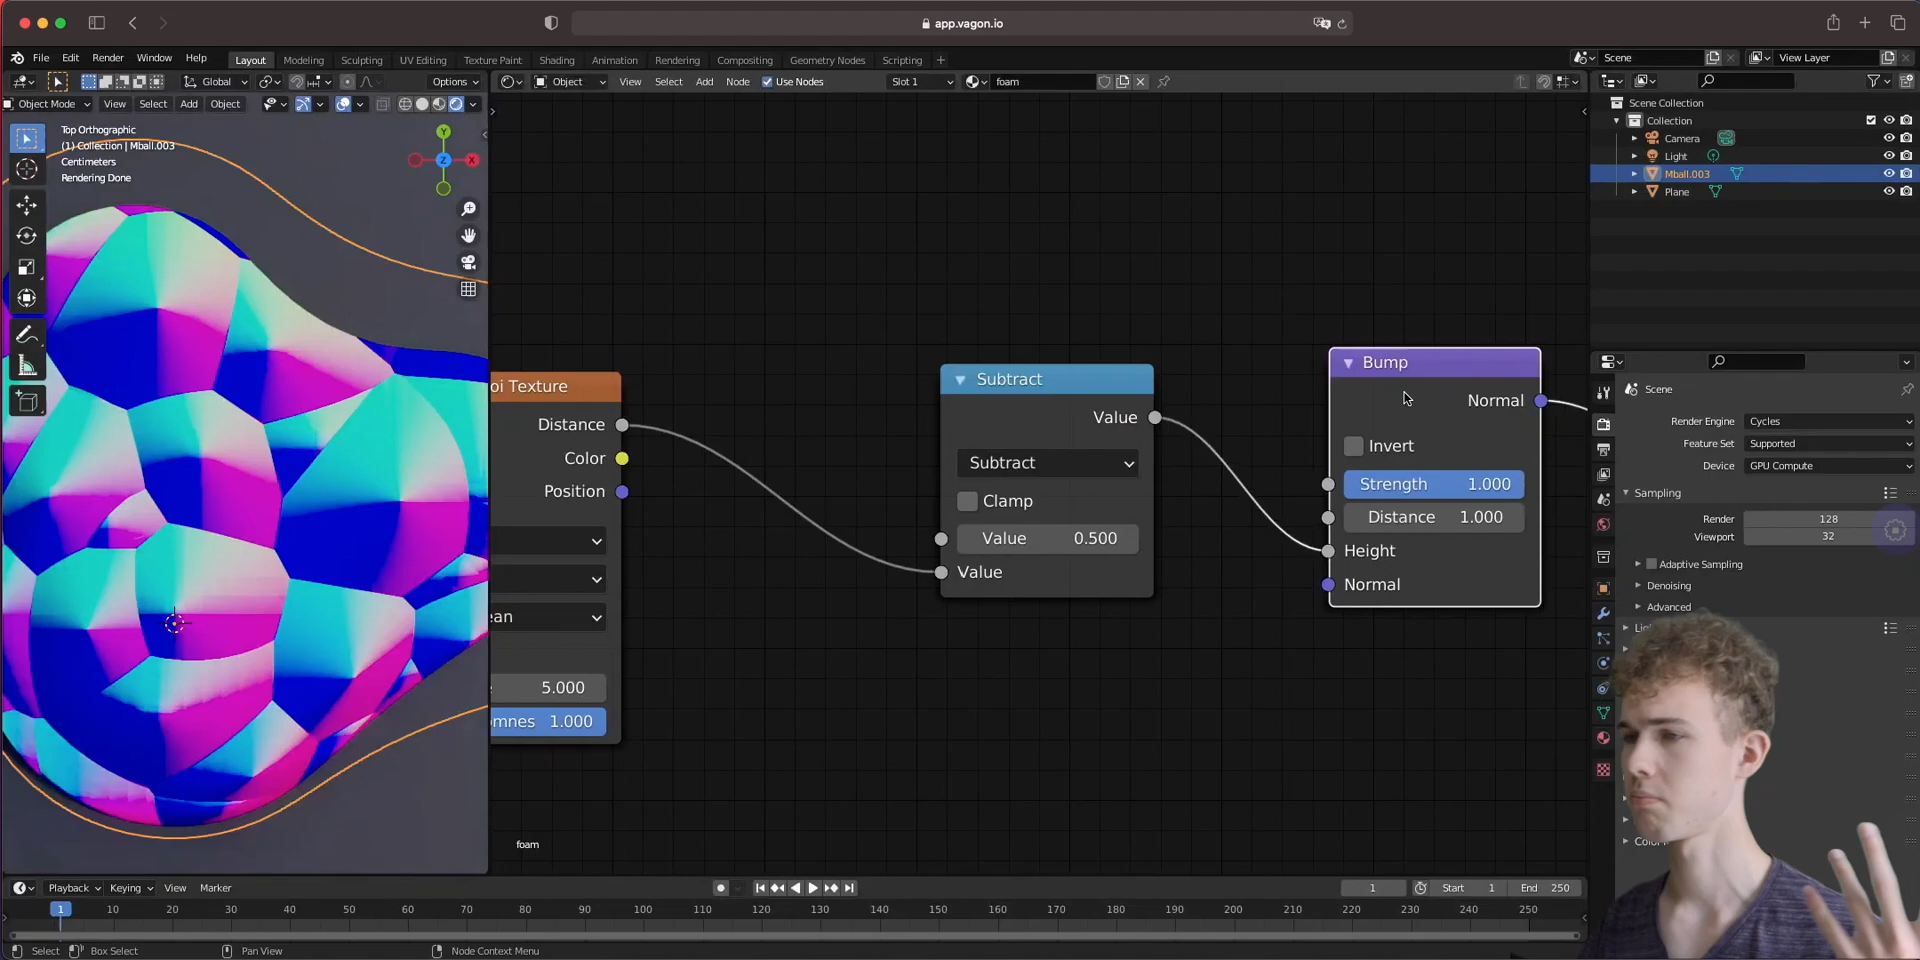 app.vagon.io
File Edit Render Window Help Layout Modeling Sculpting UV Editing Texture Paint Shading Animation Rendering Compositing Geometry Nodes Scripting + Scene View Layer
Global Options Object View Select Add Node Use Nodes Slot 1 foam
Object Mode View Select Add Object
Top Orthographic
(1) Collection | Mball.003
Centimeters
Rendering Done
Y
Z X
Scene Collection
Collection
Camera
Light
Mball.003
Plane
oi Texture
Distance
Color
Position
ean
5.000
omnes 1.000
Subtract
Value
Subtract
Clamp
Value 0.500
Value
Bump
Normal
Invert
Strength 1.000
Distance 1.000
Height
Normal
foam
Scene
Render Engine Cycles
Feature Set Supported
Device GPU Compute
Sampling
Render 128
Viewport 32
Adaptive Sampling
Denoising
Advanced
Playback Keying View Marker 1 Start 1 End 250
1 10 20 30 40 50 60 70 80 90 100 110 120 130 140 150 160 170 180 190 200 210 220 230 240 250
Select Box Select Pan View Node Context Menu